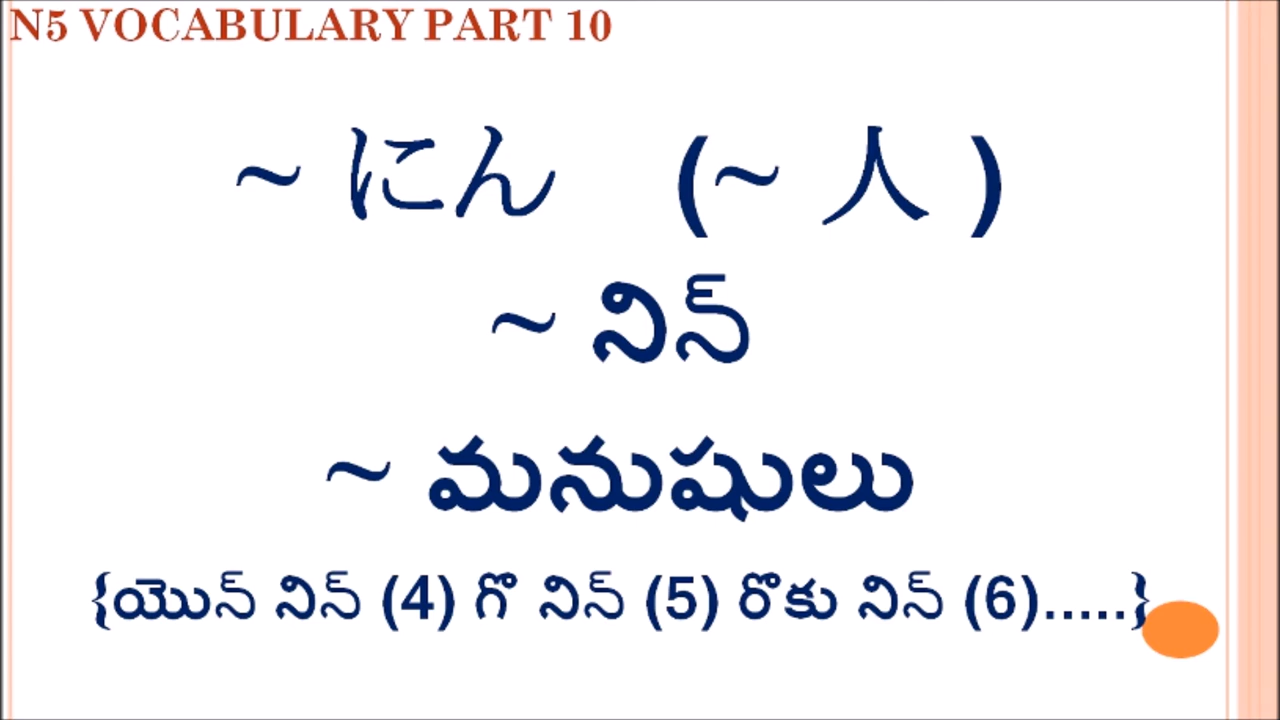 N5 VOCABULARY PART 10
~ にん (~ 人 )
~ నిన్
~ మనుషులు
{యొన్ నిన్ (4) గొ నిన్ (5) రొకు నిన్ (6).....}